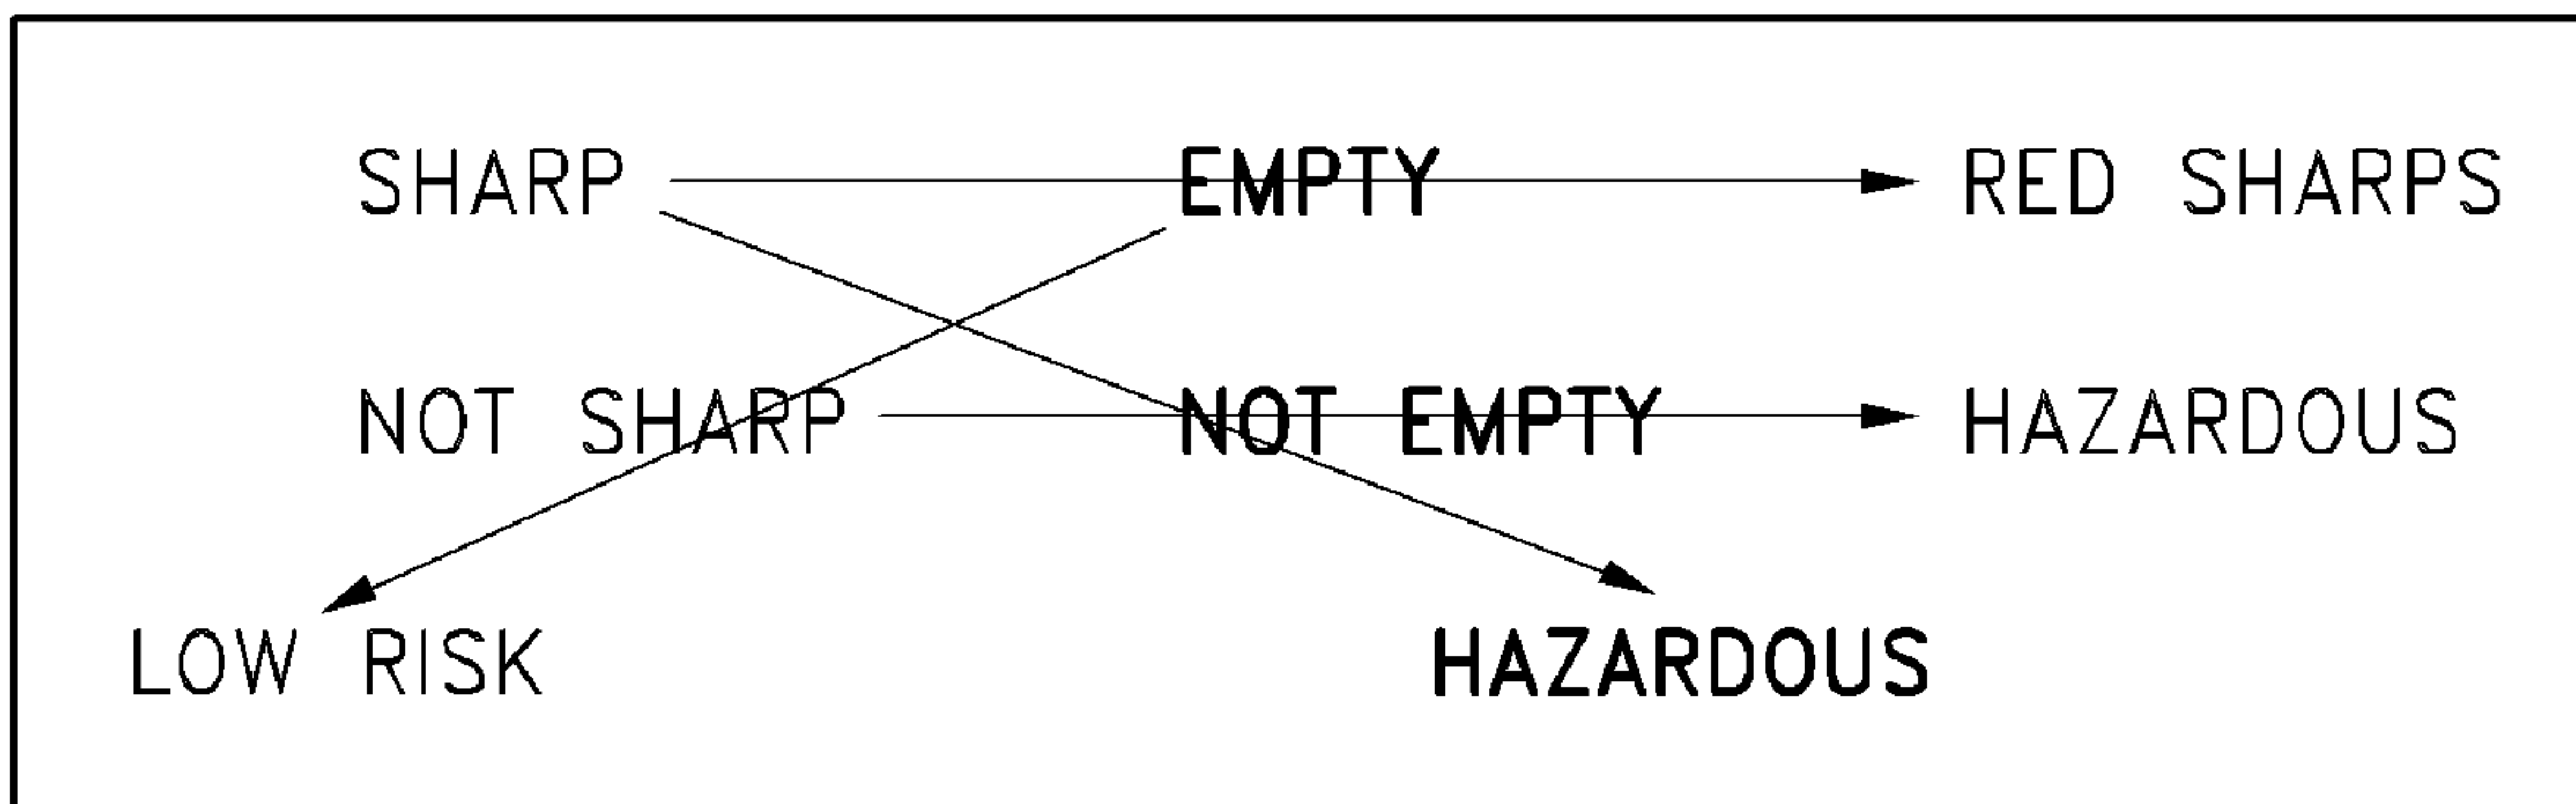 SHARP EMPTY RED SHARPS
NOT SHARP NOT EMPTY HAZARDOUS
LOW RISK HAZARDOUS